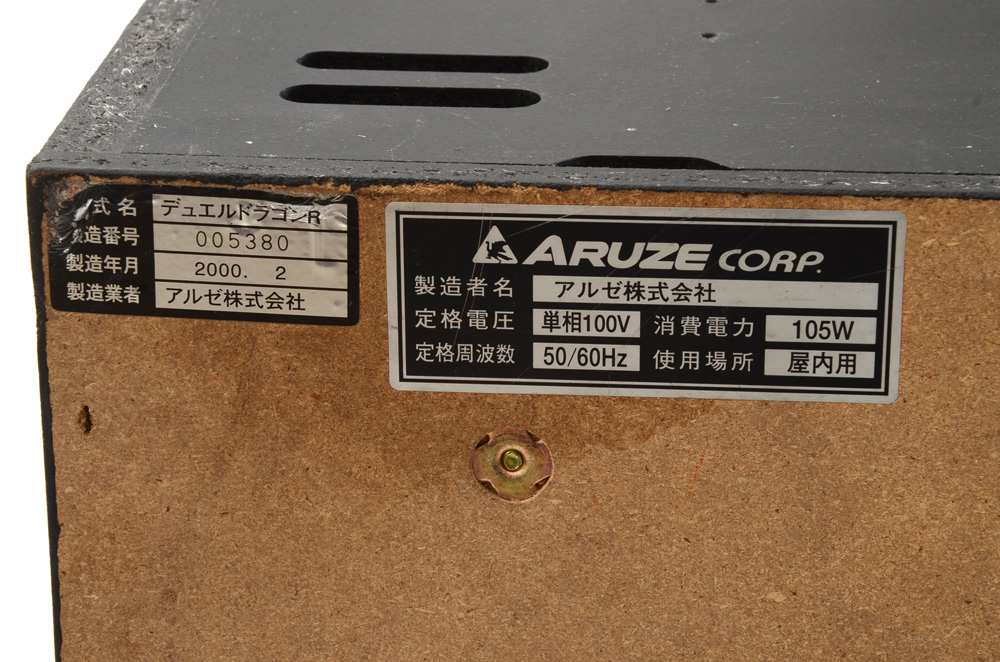 式名 デュエルドラゴンR
製造番号 005380
製造年月 2000. 2
製造業者 アルゼ株式会社
ARUZE CORP.
製造者名 アルゼ株式会社
定格電圧 単相100V 消費電力 105W
定格周波数 50/60Hz 使用場所 屋内用